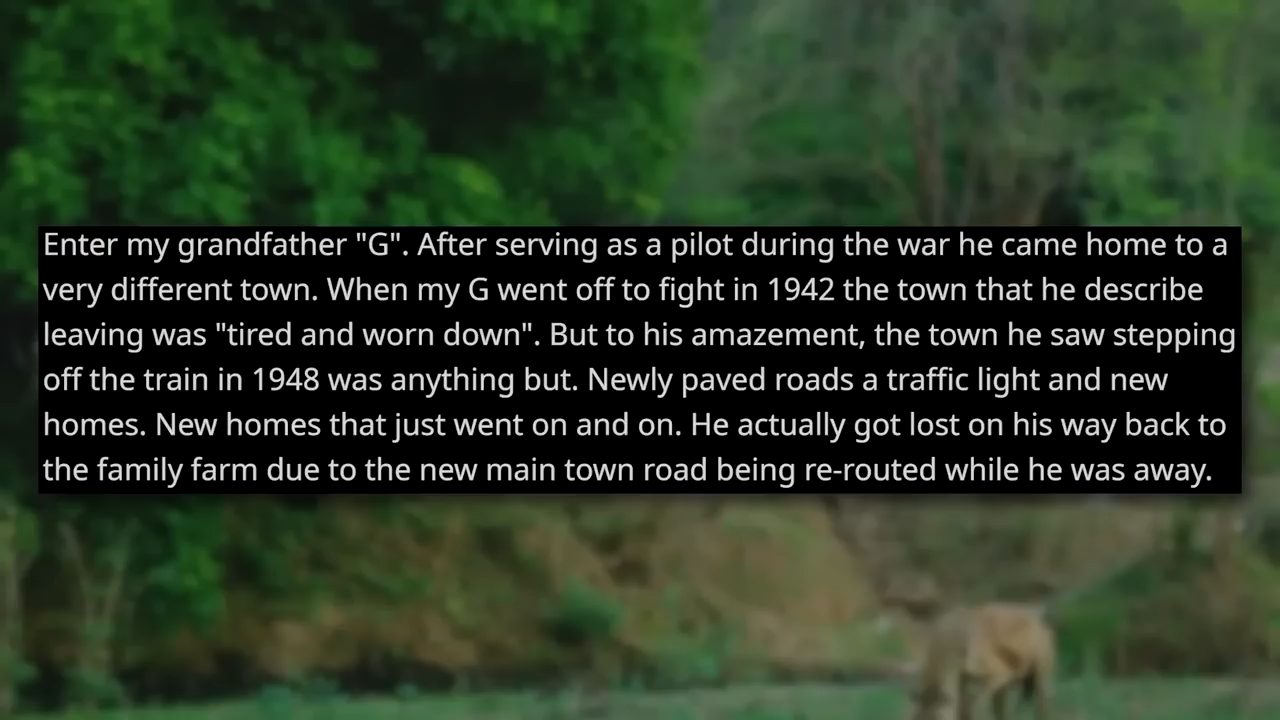 Enter my grandfather "G". After serving as a pilot during the war he came home to a
very different town. When my G went off to fight in 1942 the town that he describe
leaving was "tired and worn down". But to his amazement, the town he saw stepping
off the train in 1948 was anything but. Newly paved roads a traffic light and new
homes. New homes that just went on and on. He actually got lost on his way back to
the family farm due to the new main town road being re-routed while he was away.